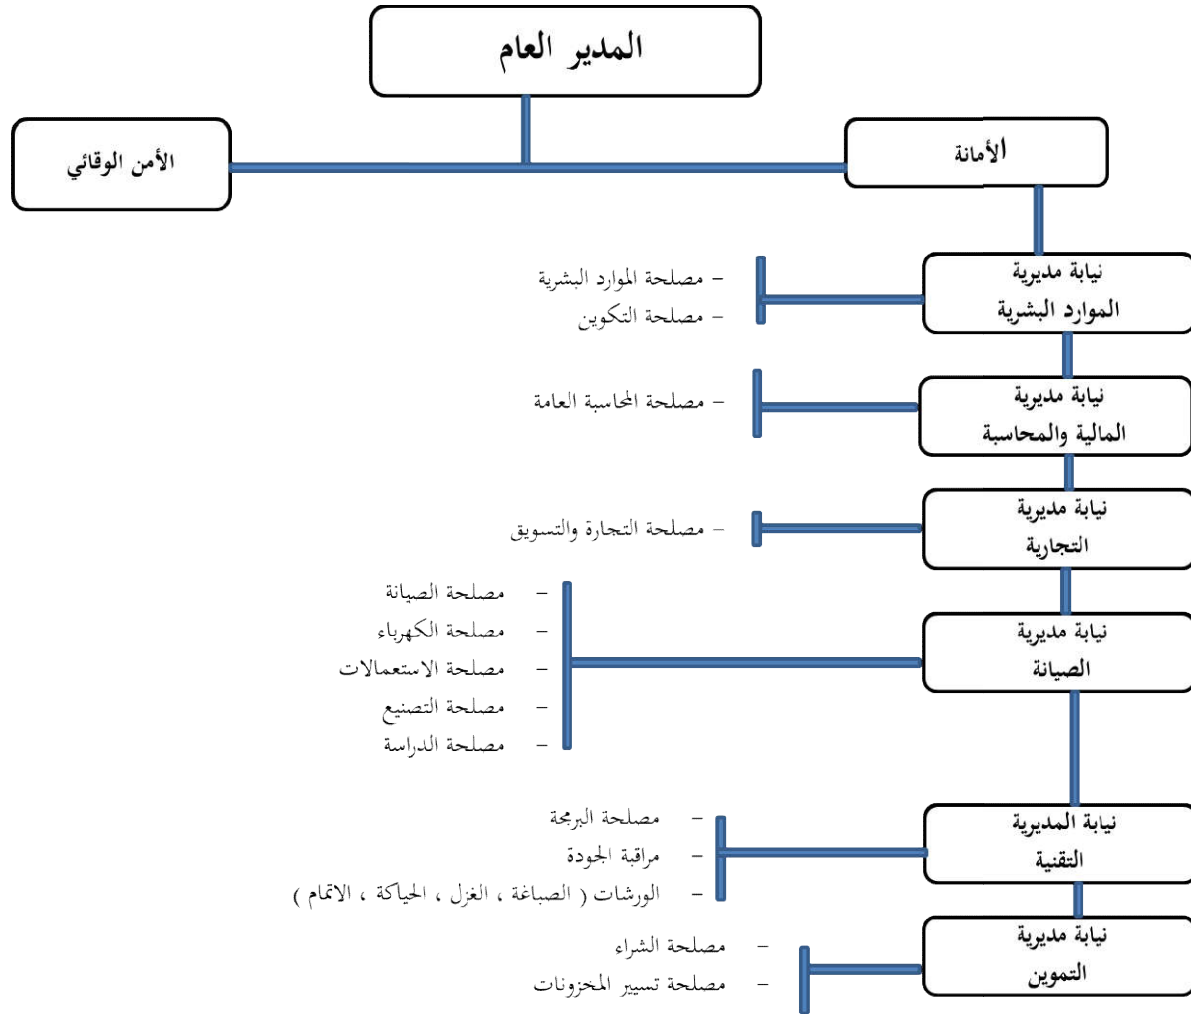 المدير العام
الأمانة
الأمن الوقائي
نيابة مديرية
الموارد البشرية
– مصلحة الموارد البشرية
– مصلحة التكوين
نيابة مديرية
المالية والمحاسبة
– مصلحة المحاسبة العامة
نيابة مديرية
التجارية
– مصلحة التجارة والتسويق
نيابة مديرية
الصيانة
– مصلحة الصيانة
– مصلحة الكهرباء
– مصلحة الاستعمالات
– مصلحة التصنيع
– مصلحة الدراسة
نيابة المديرية
التقنية
– مصلحة البرمجة
– مراقبة الجودة
– الورشات ( الصباغة ، الغزل ، الحياكة ، الاتمام )
نيابة مديرية
التموين
– مصلحة الشراء
– مصلحة تسيير المخزونات